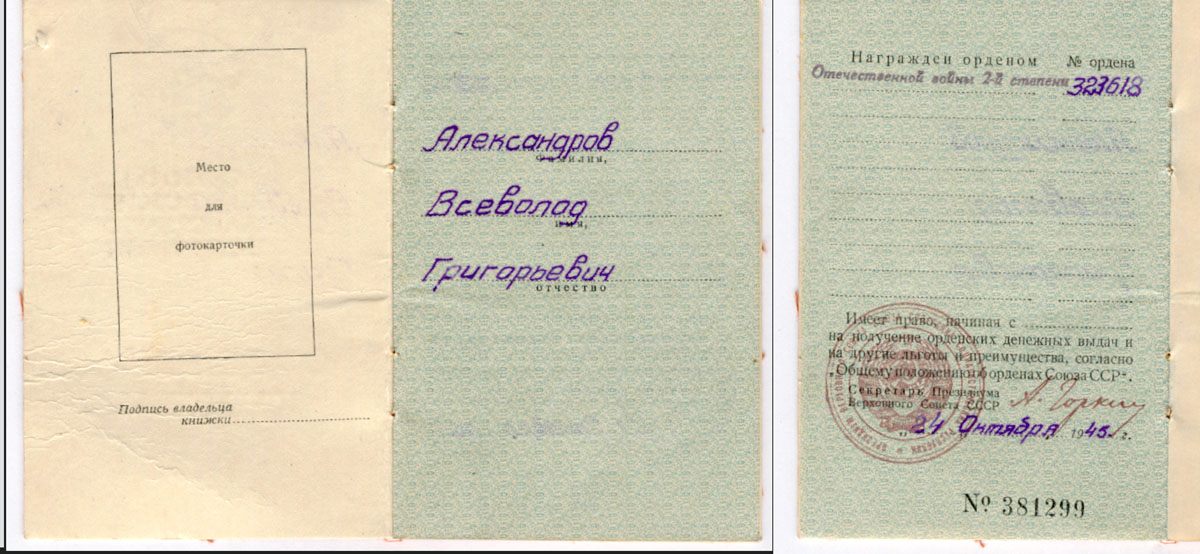 Место
для
фотокарточки
Подпись владельца
книжки
Александров
фамилия,
Всеволод
имя,
Григорьевич
отчество
Награжден орденом № ордена
Отечественной войны 2-й степени 323618
Имеет право, начиная с
на получение орденских денежных выдач и
на другие льготы и преимущества, согласно
„Общему положению об орденах Союза ССР“.
Секретарь Президиума
Верховного Совета СССР А. Горкин
„24 Октября 1945 г.
№ 381299